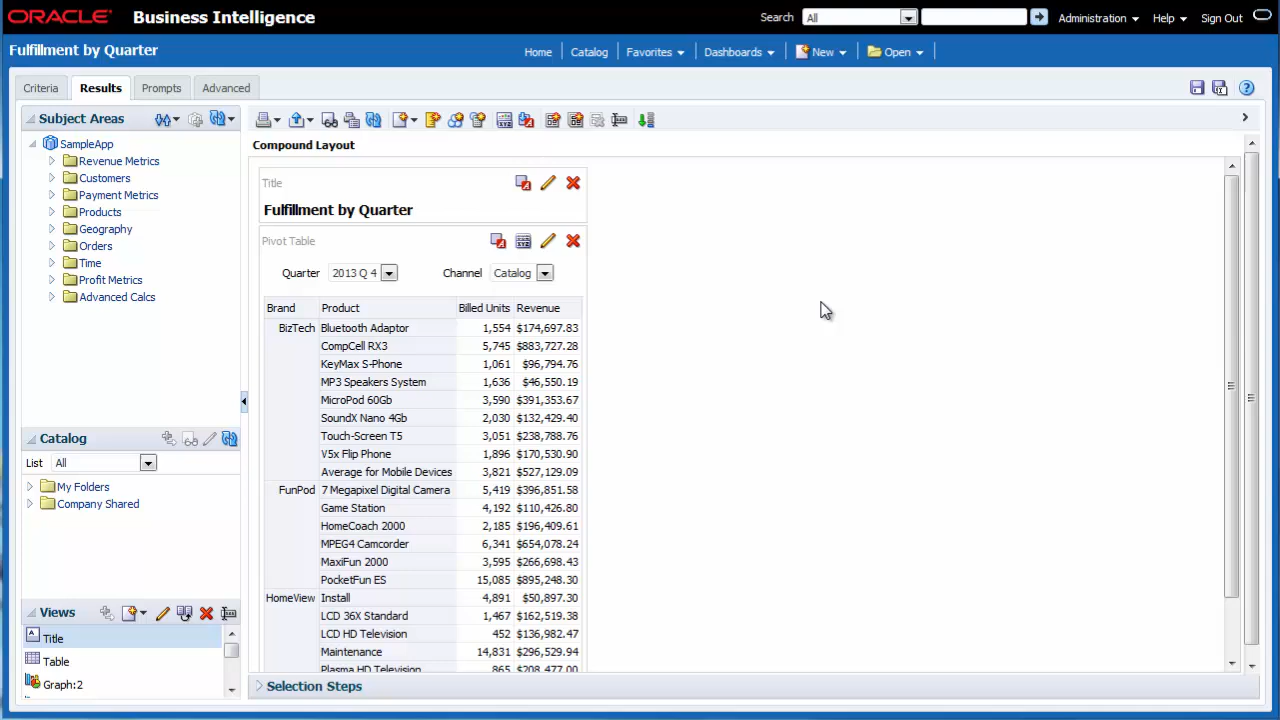 ORACLE Business Intelligence Search All Administration Help Sign Out
Fulfillment by Quarter Home Catalog Favorites Dashboards New Open
Criteria Results Prompts Advanced
Subject Areas
SampleApp
Revenue Metrics
Customers
Payment Metrics
Products
Geography
Orders
Time
Profit Metrics
Advanced Calcs
Catalog
List All
My Folders
Company Shared
Views
Title
Table
Graph:2
Compound Layout
Title
Fulfillment by Quarter
Pivot Table
Quarter 2013 Q 4 Channel Catalog
Brand Product Billed Units Revenue
BizTech Bluetooth Adaptor 1,554 $174,697.83
CompCell RX3 5,745 $883,727.28
KeyMax S-Phone 1,061 $96,794.76
MP3 Speakers System 1,636 $46,550.19
MicroPod 60Gb 3,590 $391,353.67
SoundX Nano 4Gb 2,030 $132,429.40
Touch-Screen T5 3,051 $238,788.76
V5x Flip Phone 1,896 $170,530.90
Average for Mobile Devices 3,821 $527,129.09
FunPod 7 Megapixel Digital Camera 5,419 $396,851.58
Game Station 4,192 $110,426.80
HomeCoach 2000 2,185 $196,409.61
MPEG4 Camcorder 6,341 $654,078.24
MaxiFun 2000 3,595 $266,698.43
PocketFun ES 15,085 $895,248.30
HomeView Install 4,891 $50,897.30
LCD 36X Standard 1,467 $162,519.38
LCD HD Television 452 $136,982.47
Maintenance 14,831 $296,529.94
Plasma HD Television 865 $208,477.00
Selection Steps